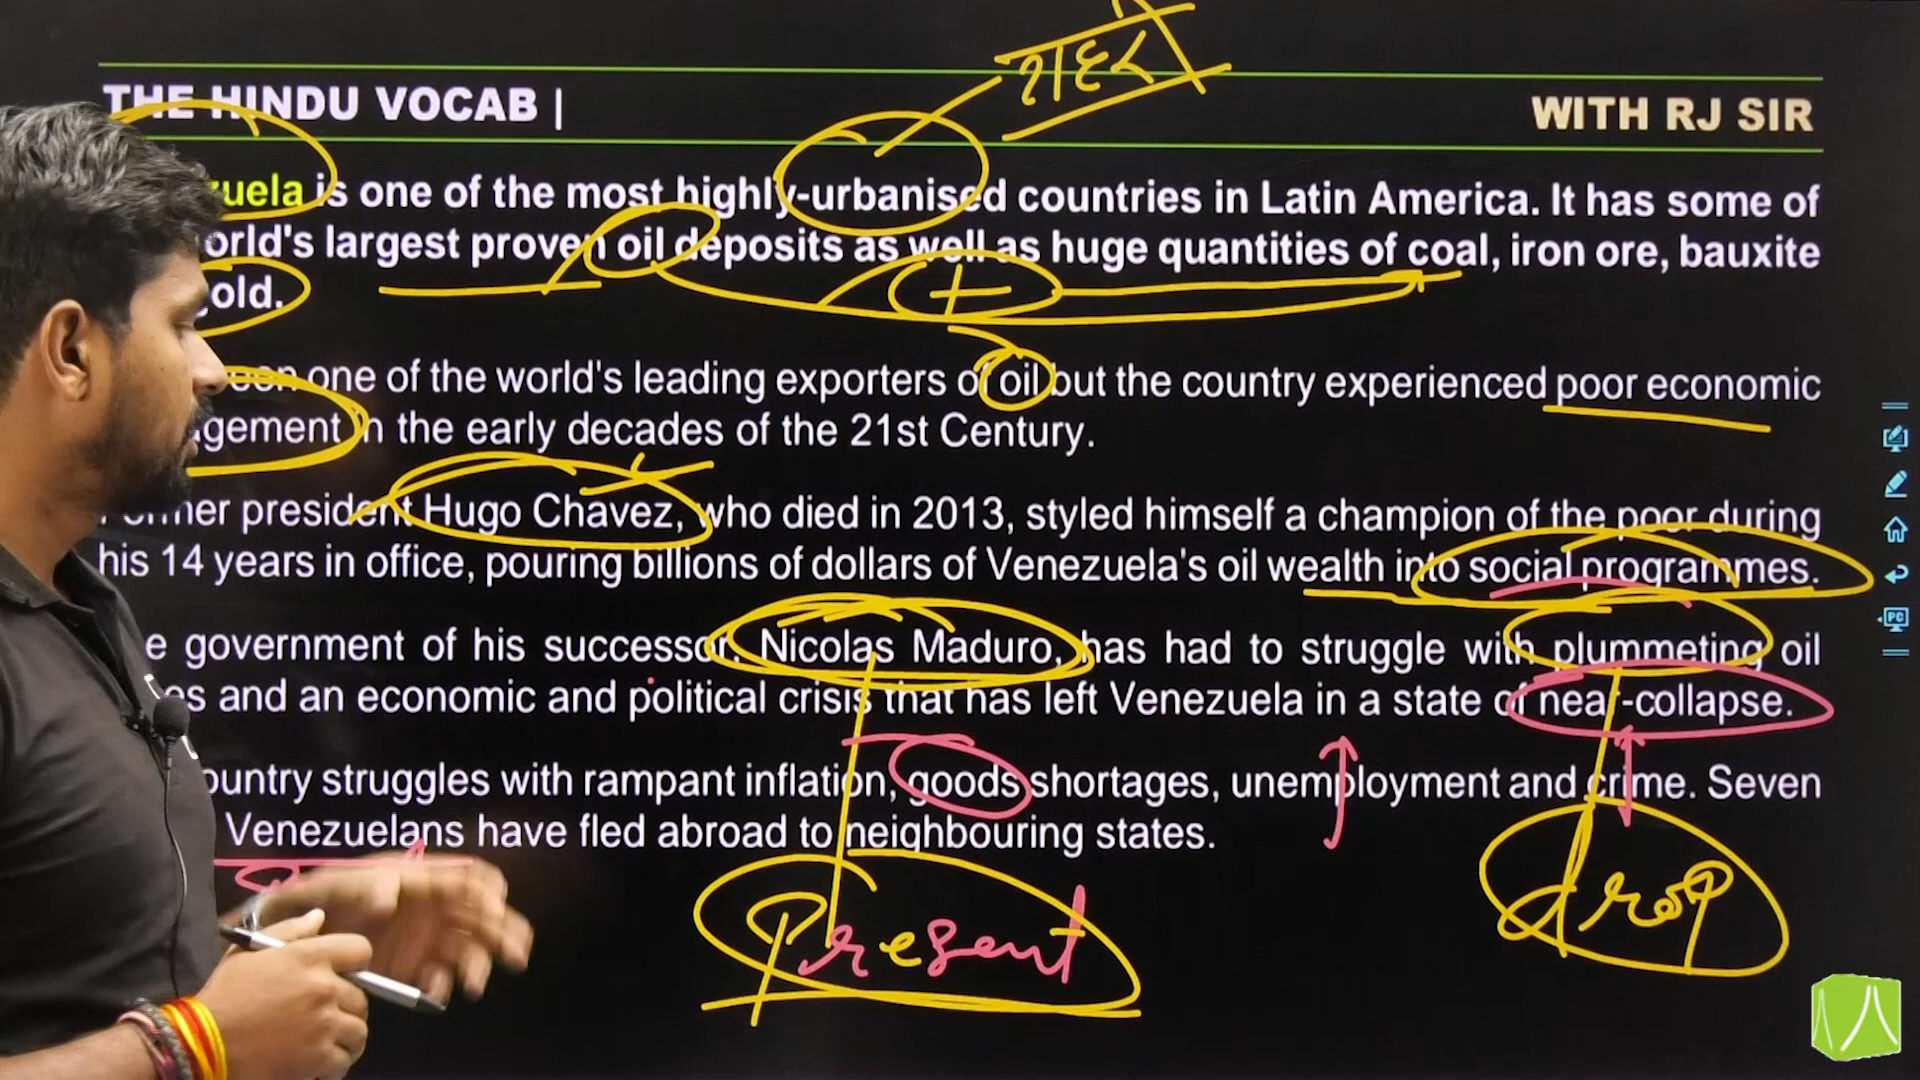 शहर
THE HINDU VOCAB |
WITH RJ SIR
zuela is one of the most highly-urbanised countries in Latin America. It has some of
orld's largest proven oil deposits as well as huge quantities of coal, iron ore, bauxite
old.
een one of the world's leading exporters of oil but the country experienced poor economic
agement in the early decades of the 21st Century.
Former president Hugo Chavez, who died in 2013, styled himself a champion of the poor during
his 14 years in office, pouring billions of dollars of Venezuela's oil wealth into social programmes.
e government of his successor, Nicolas Maduro, has had to struggle with plummeting oil
es and an economic and political crisis that has left Venezuela in a state of near-collapse.
ountry struggles with rampant inflation, goods shortages, unemployment and crime. Seven
Venezuelans have fled abroad to neighbouring states.
Present
drop
PC